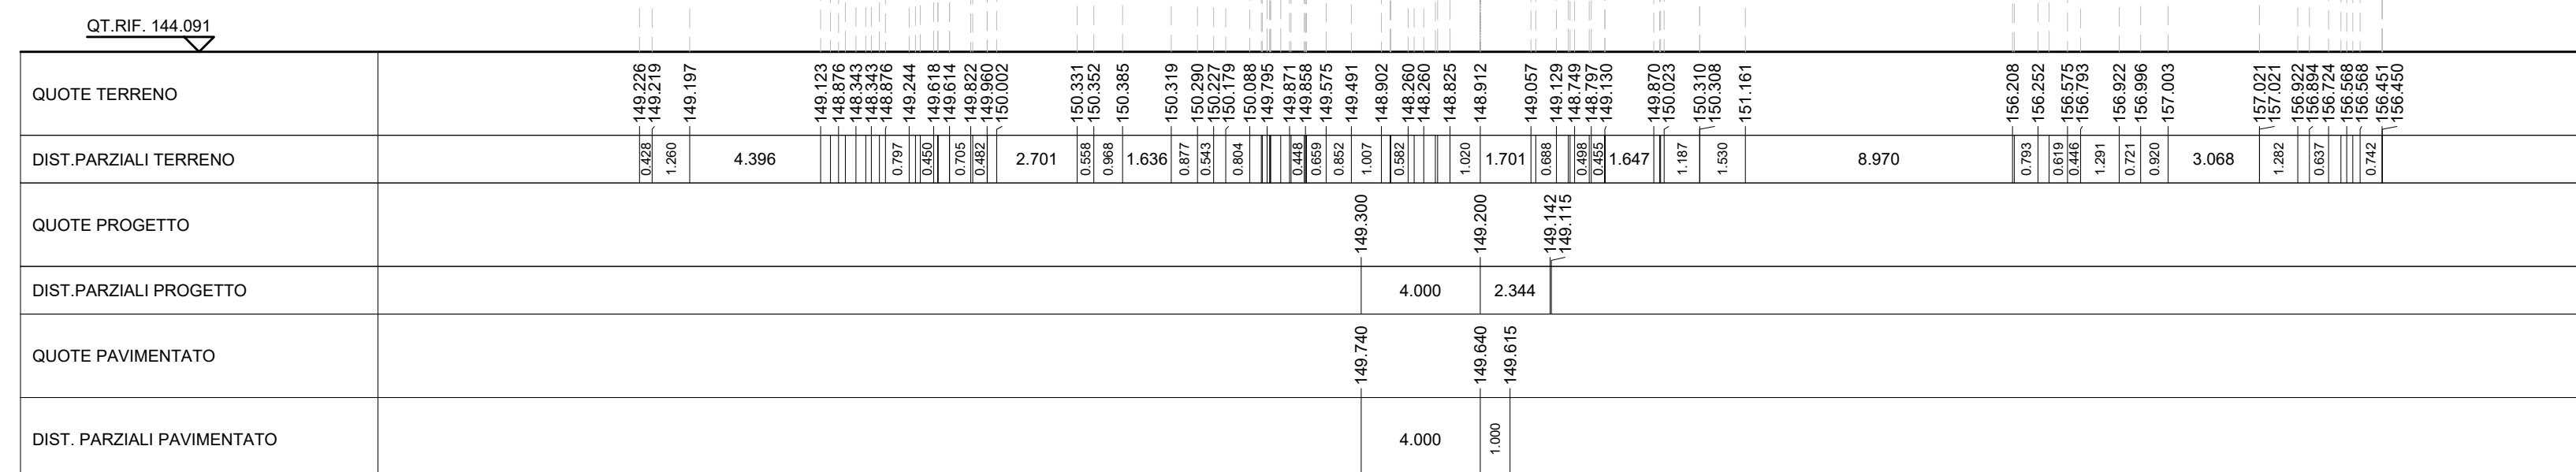 QT.RIF. 144.091
QUOTE TERRENO
149.226 149.219 149.197 149.123 148.876 148.343 148.343 148.876 149.244 149.618 149.614 149.822 149.960 150.002 150.331 150.352 150.385 150.319 150.290 150.227 150.179 150.088 149.795 149.871 149.858 149.575 149.491 148.902 148.260 148.260 148.825 148.912 149.057 149.129 148.749 148.797 149.130 149.870 150.023 150.310 150.308 151.161 156.208 156.252 156.575 156.793 156.922 156.996 157.003 157.021 157.021 156.922 156.894 156.724 156.568 156.568 156.451 156.450
DIST.PARZIALI TERRENO
0.428 1.260 4.396 0.797 0.450 0.705 0.482 2.701 0.558 0.968 1.636 0.877 0.543 0.804 0.448 0.659 0.852 1.007 0.582 1.020 1.701 0.688 0.498 0.455 1.647 1.187 1.530 8.970 0.793 0.619 0.446 1.291 0.721 0.920 3.068 1.282 0.637 0.742
QUOTE PROGETTO
149.300 149.200 149.142 149.115
DIST.PARZIALI PROGETTO
4.000 2.344
QUOTE PAVIMENTATO
149.740 149.640 149.615
DIST. PARZIALI PAVIMENTATO
4.000 1.000